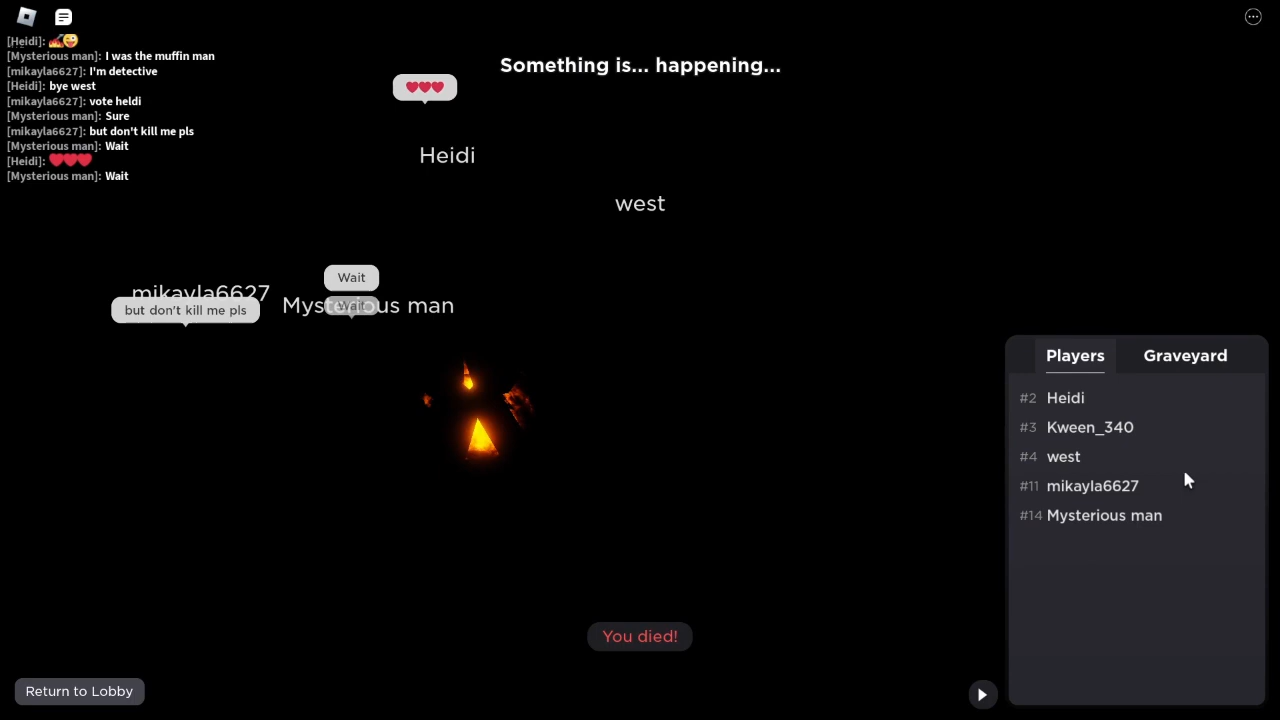 [Heidi]: 💅😜
[Mysterious man]: I was the muffin man
[mikayla6627]: I'm detective
[Heidi]: bye west
[mikayla6627]: vote heldi
[Mysterious man]: Sure
[mikayla6627]: but don't kill me pls
[Mysterious man]: Wait
[Heidi]: ❤️❤️❤️
[Mysterious man]: Wait
Something is... happening...
❤️❤️❤️
Heidi
west
mikayla6627
but don't kill me pls
Wait
Wait
Mysterious man
Players Graveyard
#2 Heidi
#3 Kween_340
#4 west
#11 mikayla6627
#14 Mysterious man
You died!
Return to Lobby